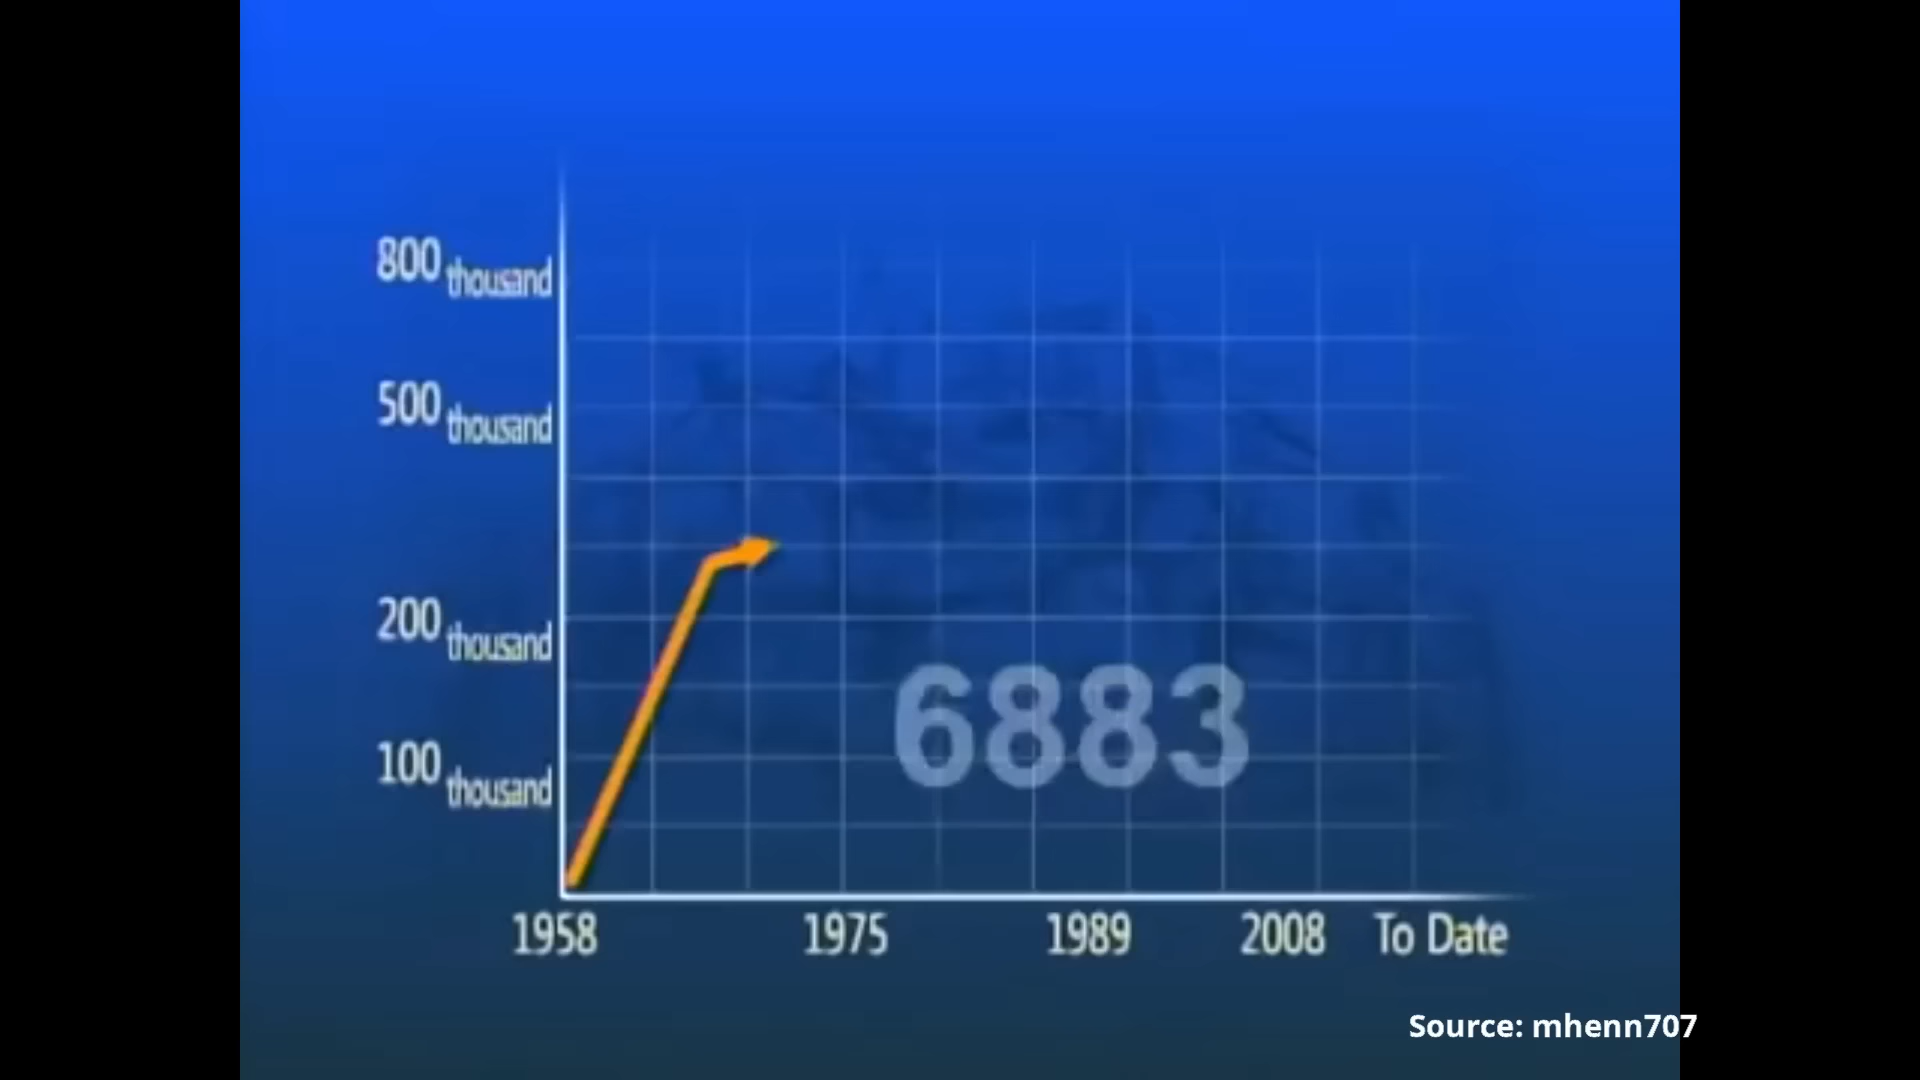 800 thousand
500 thousand
200 thousand
100 thousand
6883
1958 1975 1989 2008 To Date
Source: mhenn707